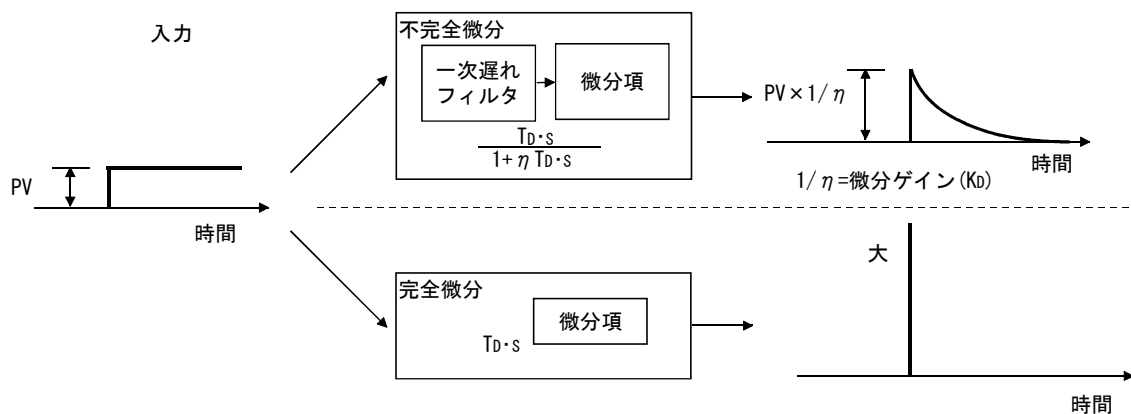 入力
PV
時間
不完全微分
一次遅れ
フィルタ
微分項
TD・s
1+ηTD・s
PV×1/η
時間
1/η=微分ゲイン(KD)
完全微分
微分項
TD・s
大
時間